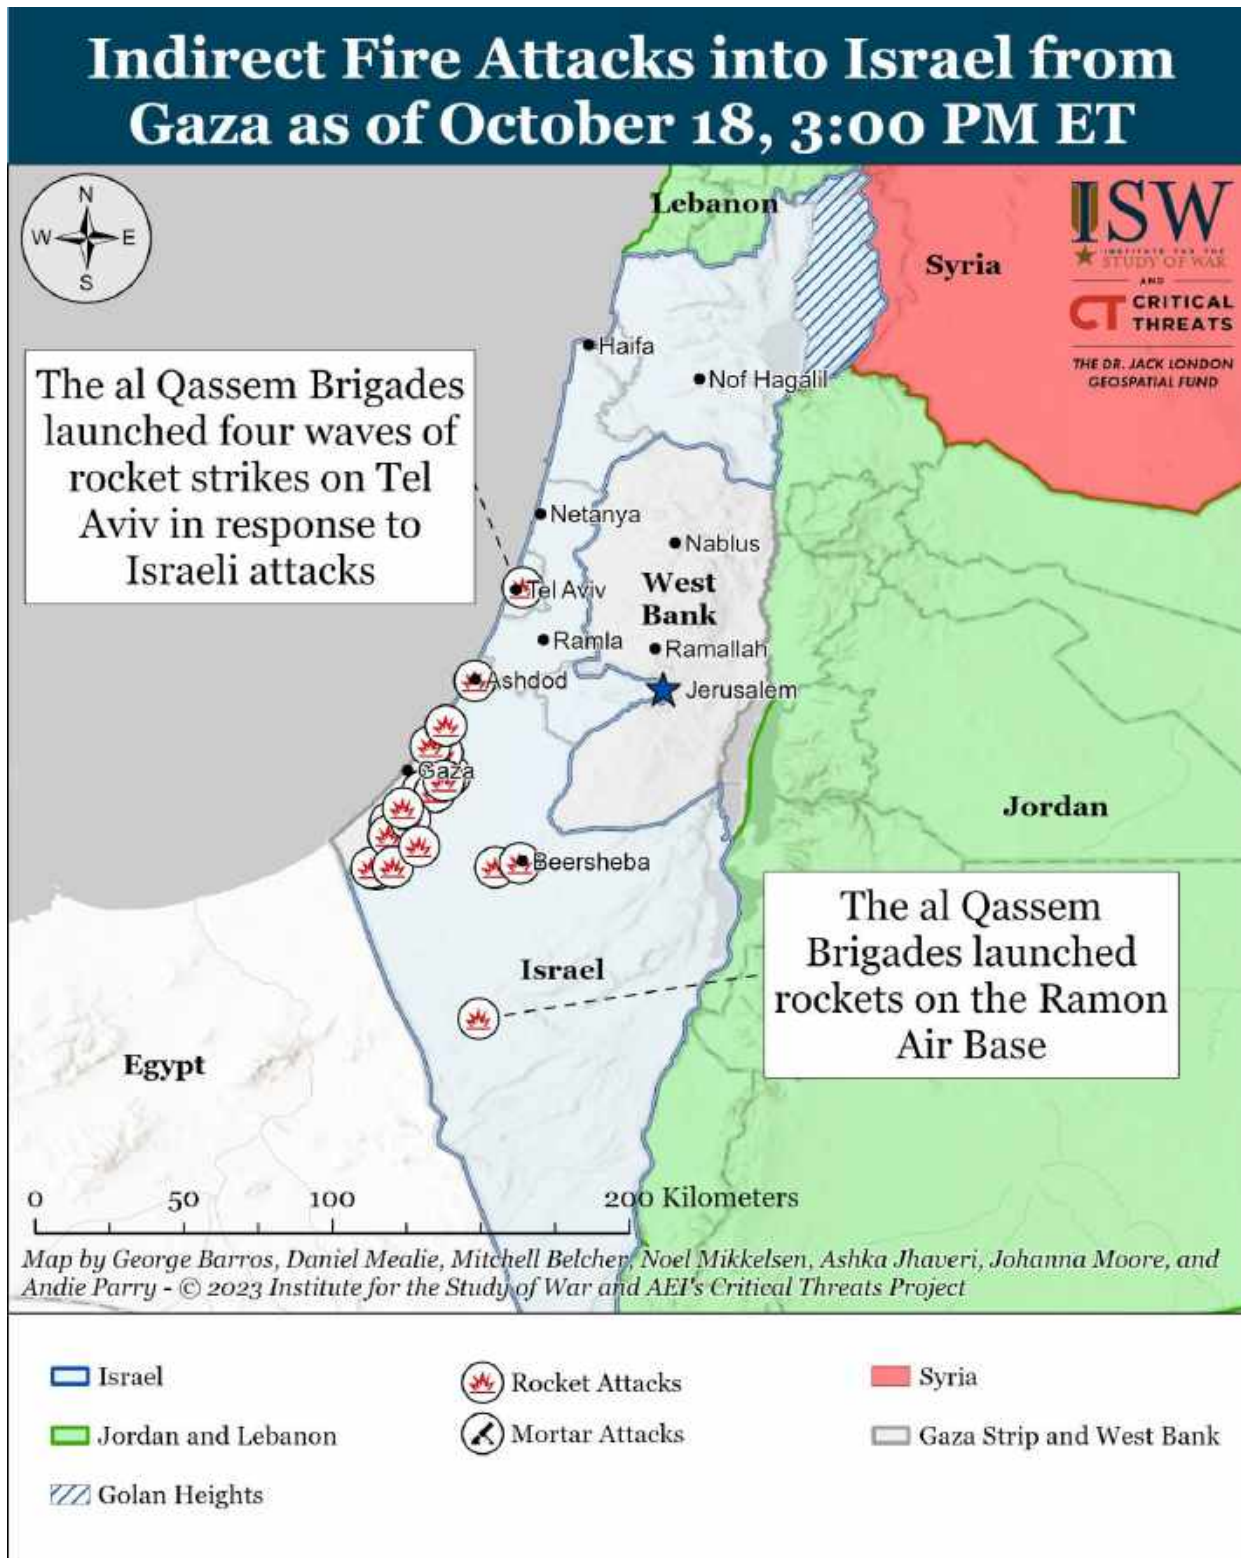 Indirect Fire Attacks into Israel from
Gaza as of October 18, 3:00 PM ET
N
W
E
S
ISW
INSTITUTE FOR THE
STUDY OF WAR
AND
CT CRITICAL
THREATS
THE DR. JACK LONDON
GEOSPATIAL FUND
Lebanon
Syria
Haifa
Nof Hagalil
The al Qassem Brigades
launched four waves of
rocket strikes on Tel
Aviv in response to
Israeli attacks
Netanya
Nablus
West
Bank
Tel Aviv
Ramla
Ramallah
Ashdod
Jerusalem
Gaza
Jordan
Beersheba
The al Qassem
Brigades launched
rockets on the Ramon
Air Base
Israel
Egypt
0 50 100 200 Kilometers
Map by George Barros, Daniel Mealie, Mitchell Belcher, Noel Mikkelsen, Ashka Jhaveri, Johanna Moore, and
Andie Parry - © 2023 Institute for the Study of War and AEI's Critical Threats Project
Israel
Rocket Attacks
Syria
Jordan and Lebanon
Mortar Attacks
Gaza Strip and West Bank
Golan Heights